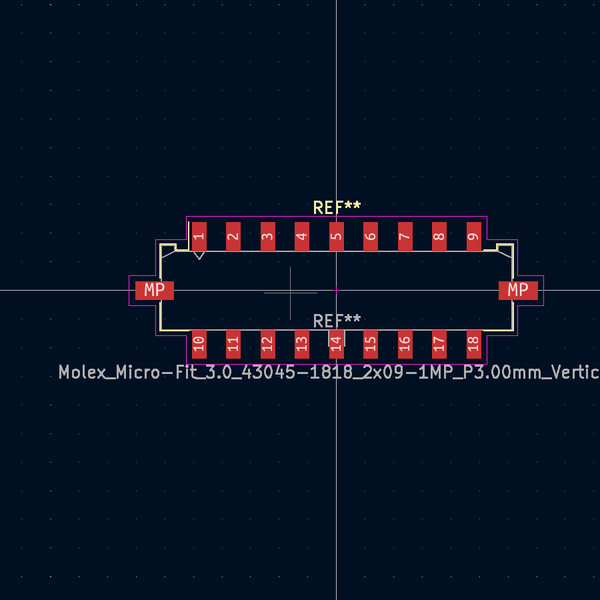 REF**
1 2 3 4 5 6 7 8 9
MP MP
REF**
10 11 12 13 14 15 16 17 18
Molex_Micro-Fit_3.0_43045-1818_2x09-1MP_P3.00mm_Vertic